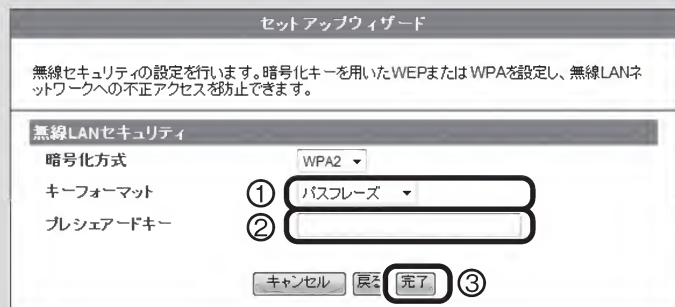 セットアップウィザード
無線セキュリティの設定を行います。暗号化キーを用いたWEPまたはWPAを設定し、無線LANネ
ットワークへの不正アクセスを防止できます。
無線LANセキュリティ
暗号化方式 WPA2
キーフォーマット ① パスフレーズ
プレシェアードキー ②
キャンセル 戻る 完了 ③